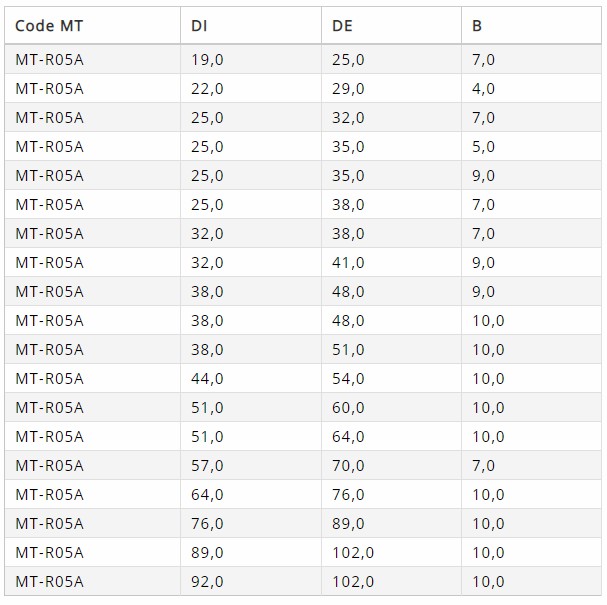 Code MT DI DE B
MT-R05A 19,0 25,0 7,0
MT-R05A 22,0 29,0 4,0
MT-R05A 25,0 32,0 7,0
MT-R05A 25,0 35,0 5,0
MT-R05A 25,0 35,0 9,0
MT-R05A 25,0 38,0 7,0
MT-R05A 32,0 38,0 7,0
MT-R05A 32,0 41,0 9,0
MT-R05A 38,0 48,0 9,0
MT-R05A 38,0 48,0 10,0
MT-R05A 38,0 51,0 10,0
MT-R05A 44,0 54,0 10,0
MT-R05A 51,0 60,0 10,0
MT-R05A 51,0 64,0 10,0
MT-R05A 57,0 70,0 7,0
MT-R05A 64,0 76,0 10,0
MT-R05A 76,0 89,0 10,0
MT-R05A 89,0 102,0 10,0
MT-R05A 92,0 102,0 10,0